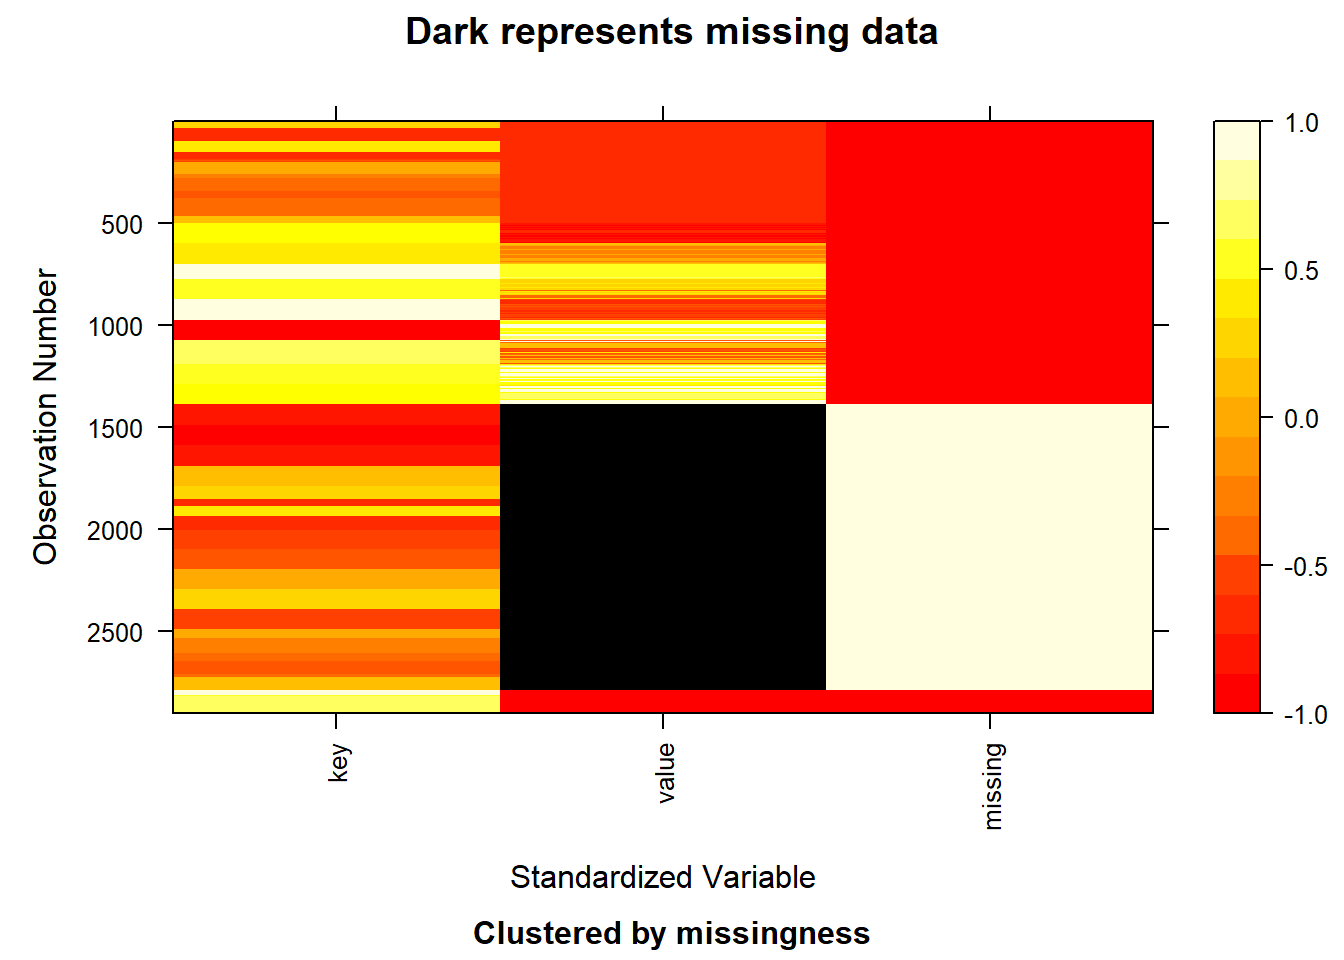 Dark represents missing data
Observation Number
500
1000
1500
2000
2500
1.0
0.5
0.0
-0.5
-1.0
key
value
missing
Standardized Variable
Clustered by missingness